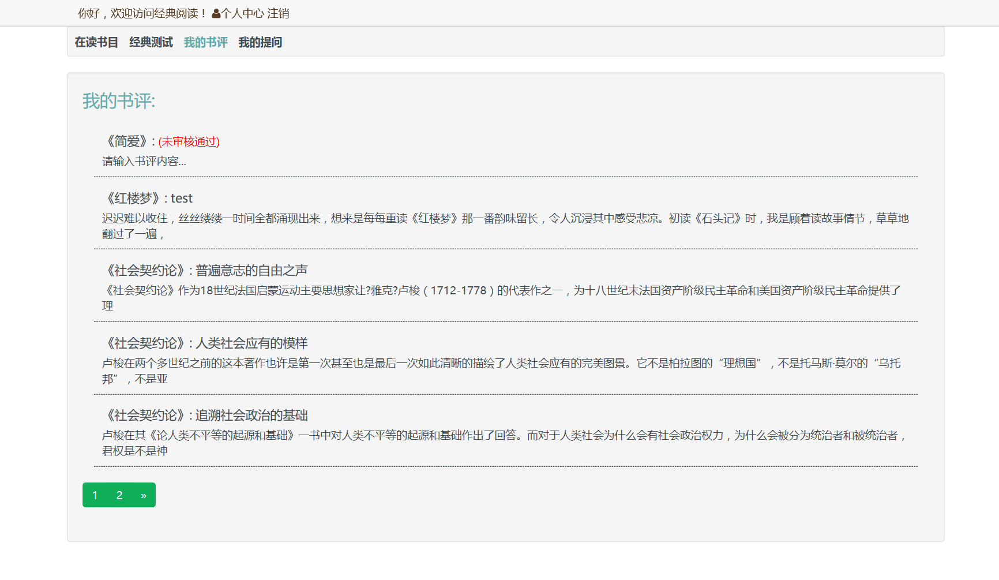 你好，欢迎访问经典阅读！ 个人中心 注销
在读书目 经典测试 我的书评 我的提问
我的书评:
《简爱》: (未审核通过)
请输入书评内容...
《红楼梦》: test
迟迟难以收住，丝丝缕缕一时间全都涌现出来，想来是每每重读《红楼梦》那一番韵味留长，令人沉浸其中感受悲凉。初读《石头记》时，我是顾着读故事情节，草草地
翻过了一遍，
《社会契约论》: 普遍意志的自由之声
《社会契约论》作为18世纪法国启蒙运动主要思想家让?雅克?卢梭（1712-1778）的代表作之一，为十八世纪末法国资产阶级民主革命和美国资产阶级民主革命提供了
理
《社会契约论》: 人类社会应有的模样
卢梭在两个多世纪之前的这本著作也许是第一次甚至也是最后一次如此清晰的描绘了人类社会应有的完美图景。它不是柏拉图的“理想国”，不是托马斯·莫尔的“乌托
邦”，不是亚
《社会契约论》: 追溯社会政治的基础
卢梭在其《论人类不平等的起源和基础》一书中对人类不平等的起源和基础作出了回答。而对于人类社会为什么会有社会政治权力，为什么会被分为统治者和被统治者，
君权是不是神
1 2 »